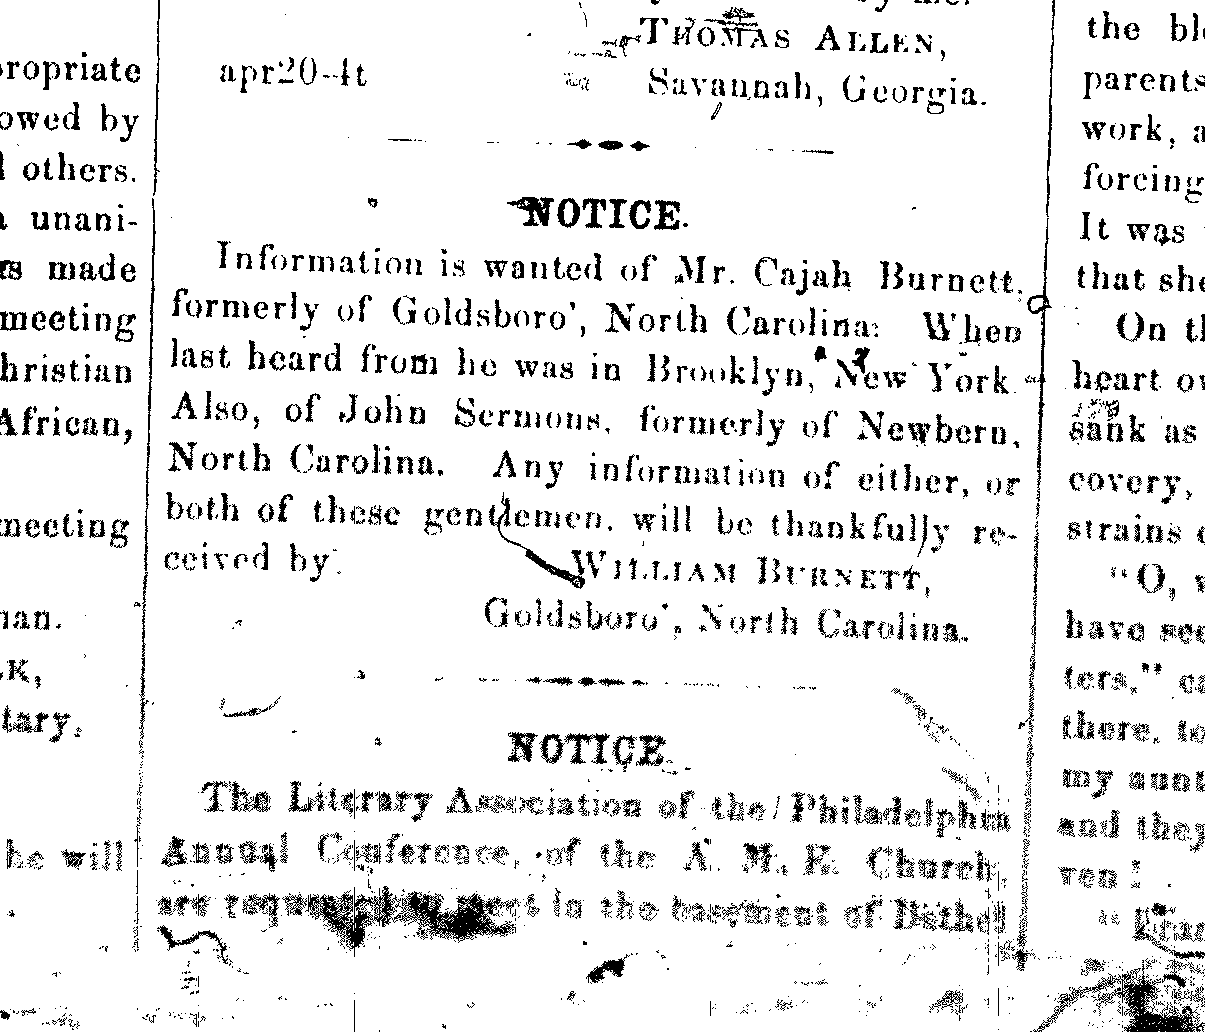 ropriate
owed by
others.
unani-
made
meeting
hristian
African,
meeting
nan.
K,
tary.
he will
THOMAS ALLEN,
apr20-4t
Savannah, Georgia.
NOTICE.
Information is wanted of Mr. Cajah Burnett,
formerly of Goldsboro', North Carolina. When
last heard from he was in Brooklyn, New York
Also, of John Sermons, formerly of Newbern,
North Carolina. Any information of either, or
both of these gentlemen, will be thankfully re-
ceived by
WILLIAM BURNETT,
Goldsboro', North Carolina.
NOTICE.
The Literary Association of the Philadelphia
Annual Conference, of the A. M. E. Church,
are requested to meet in the basement of Bethel
the bl
parents
work, a
forcing
It was
that she
On th
heart ov
sank as
covery,
strains o
"O, w
have see
ters," ca
there, to
my aunt
and they
ven!